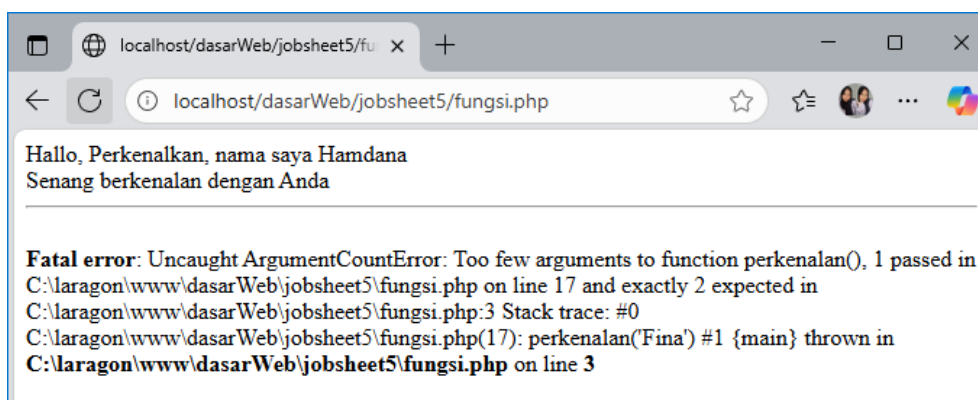 localhost/dasarWeb/jobsheet5/fu
localhost/dasarWeb/jobsheet5/fungsi.php
Hallo, Perkenalkan, nama saya Hamdana
Senang berkenalan dengan Anda
Fatal error: Uncaught ArgumentCountError: Too few arguments to function perkenalan(), 1 passed in
C:\laragon\www\dasarWeb\jobsheet5\fungsi.php on line 17 and exactly 2 expected in
C:\laragon\www\dasarWeb\jobsheet5\fungsi.php:3 Stack trace: #0
C:\laragon\www\dasarWeb\jobsheet5\fungsi.php(17): perkenalan('Fina') #1 {main} thrown in
C:\laragon\www\dasarWeb\jobsheet5\fungsi.php on line 3